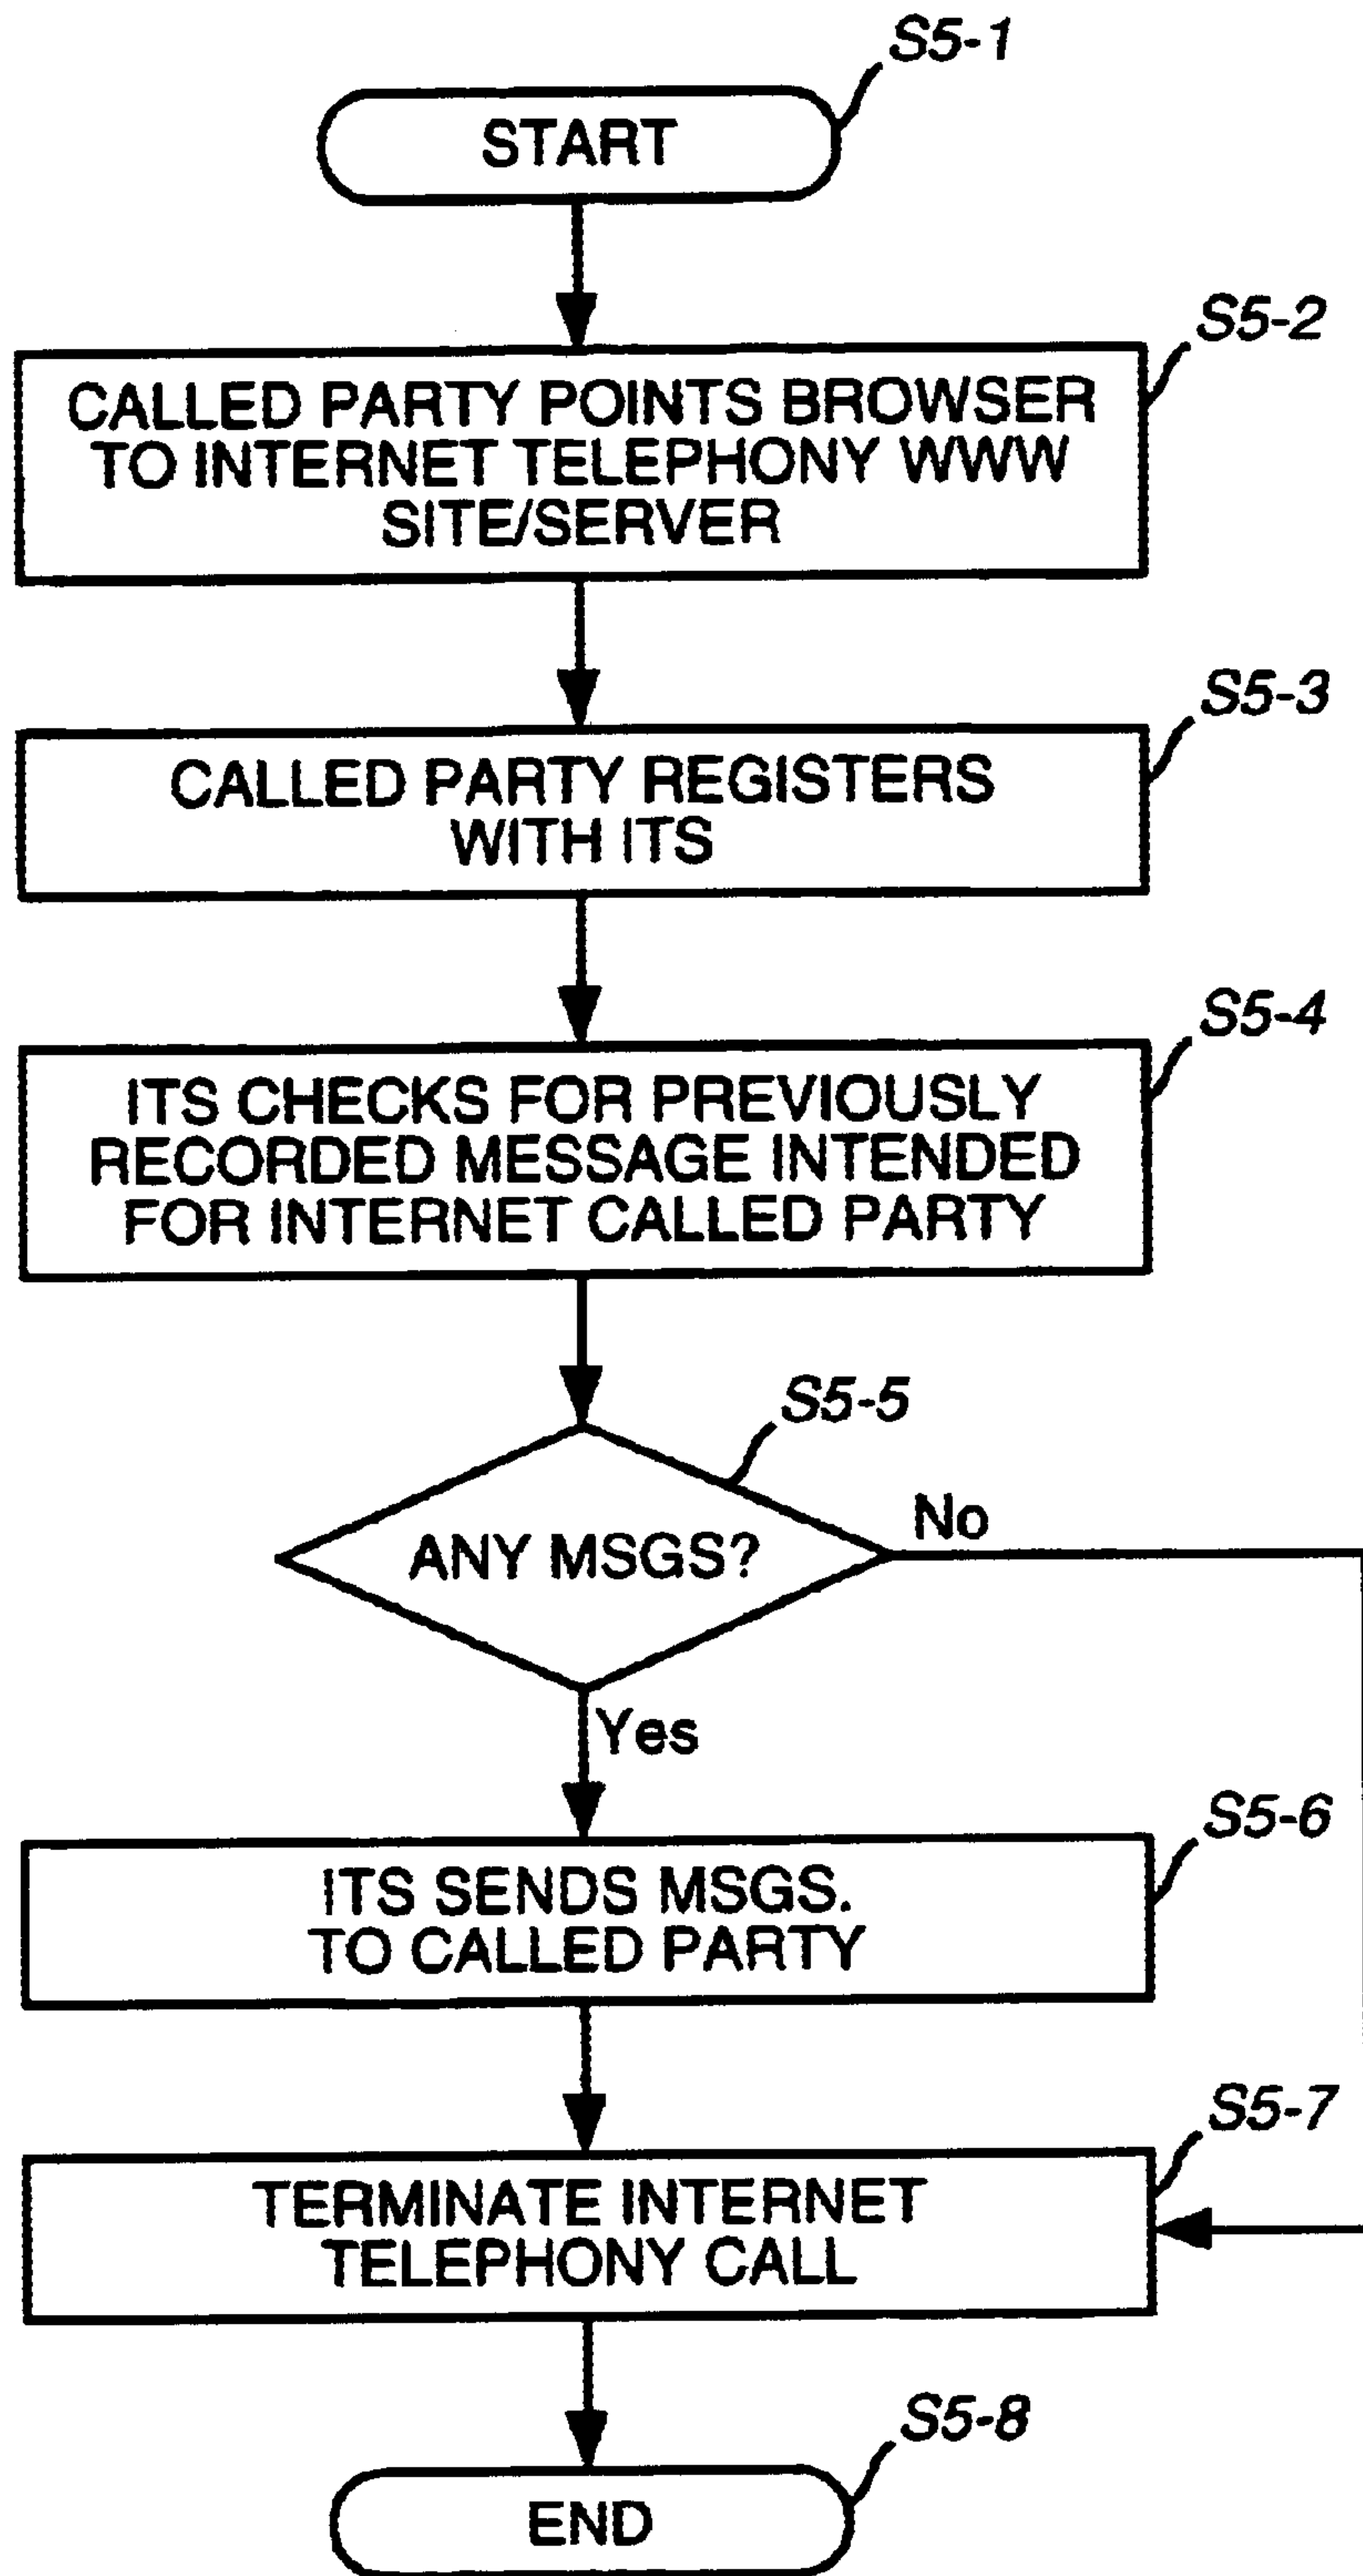 S5-1
START
S5-2
CALLED PARTY POINTS BROWSER
TO INTERNET TELEPHONY WWW
SITE/SERVER
S5-3
CALLED PARTY REGISTERS
WITH ITS
S5-4
ITS CHECKS FOR PREVIOUSLY
RECORDED MESSAGE INTENDED
FOR INTERNET CALLED PARTY
S5-5
ANY MSGS?
No
Yes
S5-6
ITS SENDS MSGS.
TO CALLED PARTY
S5-7
TERMINATE INTERNET
TELEPHONY CALL
S5-8
END